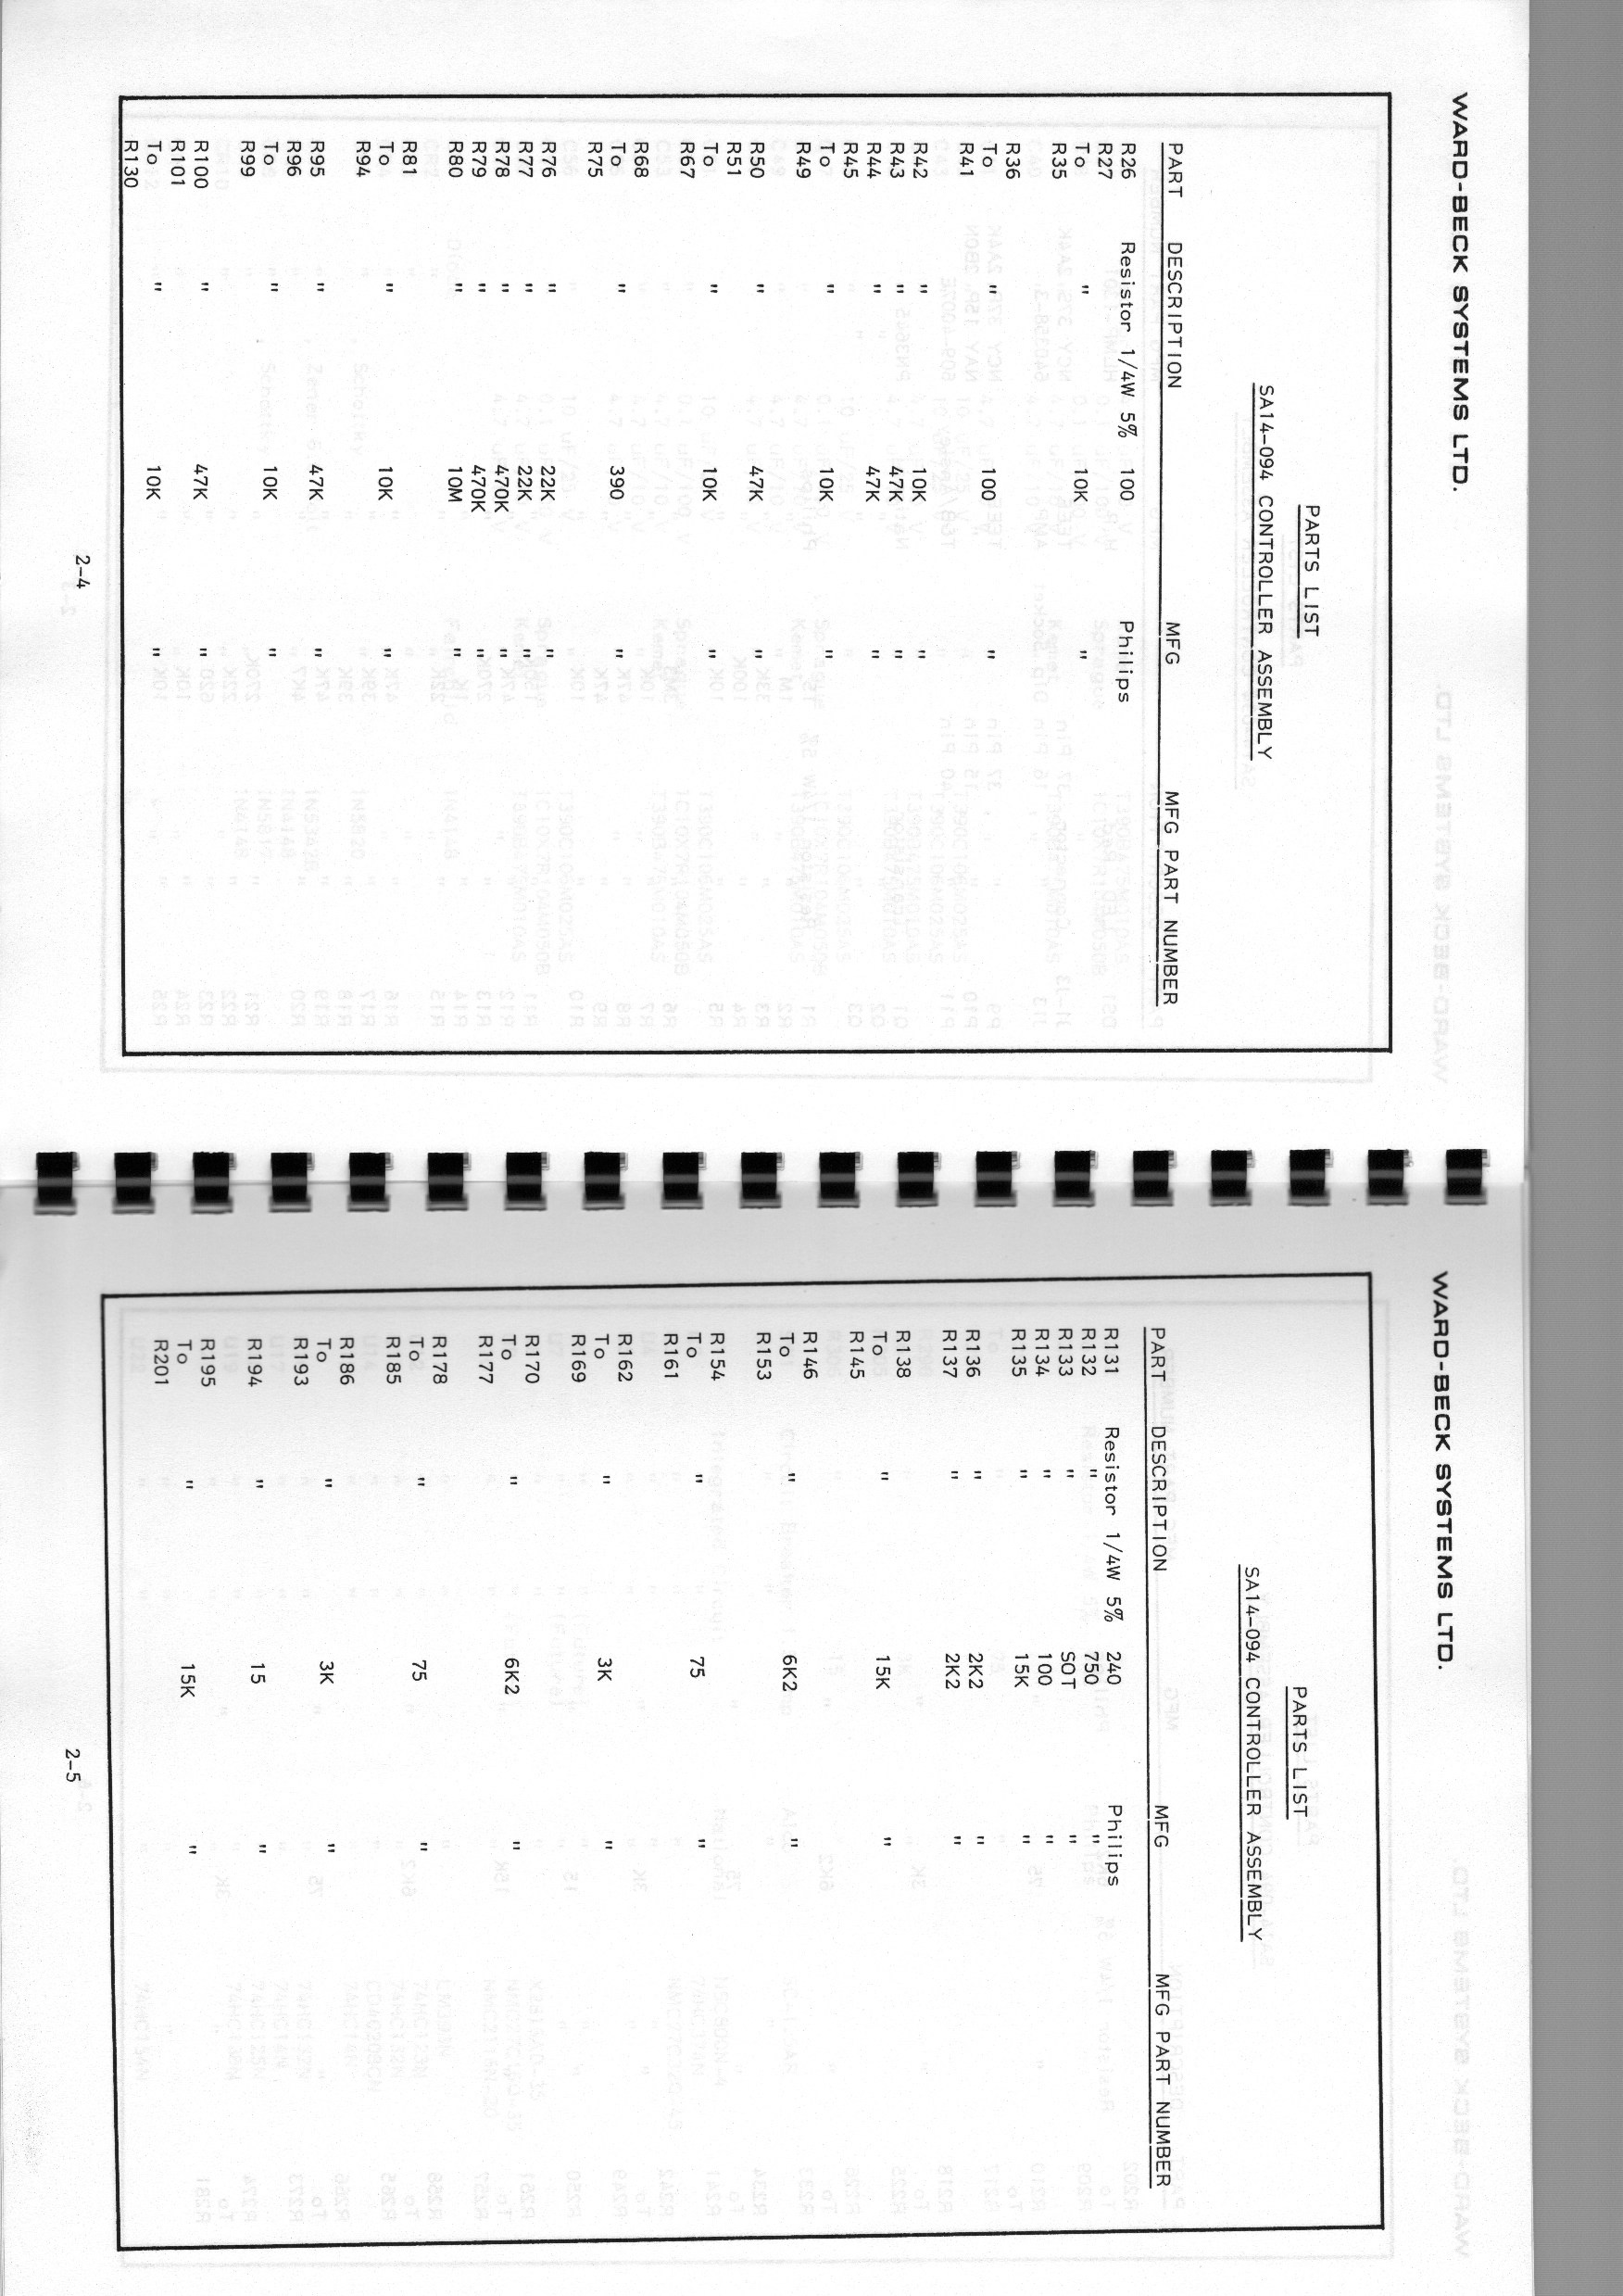 WARD-BECK SYSTEMS LTD.
PARTS LIST
SA14-094 CONTROLLER ASSEMBLY
PART DESCRIPTION MFG MFG PART NUMBER
R26 Resistor 1/4W 5% 100 Philips
R27
To " 10K "
R35
R36
To " 100 "
R41
R42 " 10K "
R43 " 47K "
R44 " 47K "
R45
To " 10K "
R49
R50 " 47K "
R51
To " 10K "
R67
R68
To " 390 "
R75
R76 " 22K "
R77 " 22K "
R78 " 470K "
R79 " 470K "
R80 " 10M "
R81
To " 10K "
R94
R95 " 47K "
R96
To " 10K "
R99
R100 " 47K "
R101
To " 10K "
R130
2-4
WARD-BECK SYSTEMS LTD.
PARTS LIST
SA14-094 CONTROLLER ASSEMBLY
PART DESCRIPTION MFG MFG PART NUMBER
R131 Resistor 1/4W 5% 240 Philips
R132 " 750 "
R133 " SOT "
R134 " 100 "
R135 " 15K "
R136 " 2K2 "
R137 " 2K2 "
R138
To " 15K "
R145
R146
To " 6K2 "
R153
R154
To " 75 "
R161
R162
To " 3K "
R169
R170
To " 6K2 "
R177
R178
To " 75 "
R185
R186
To " 3K "
R193
R194 " 15 "
R195
To " 15K "
R201
2-5